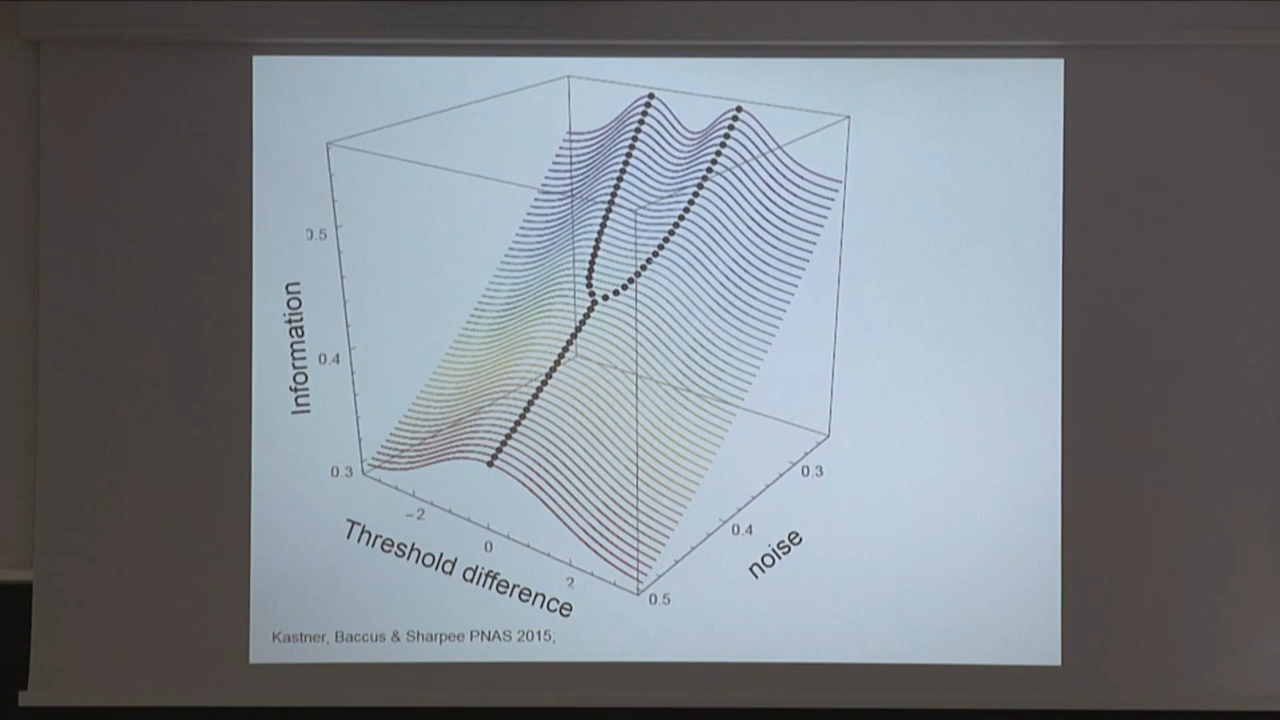 0.5
Information
0.4
0.3
−2
0
2
Threshold difference
0.3
0.4
noise
0.5
Kastner, Baccus & Sharpee PNAS 2015;